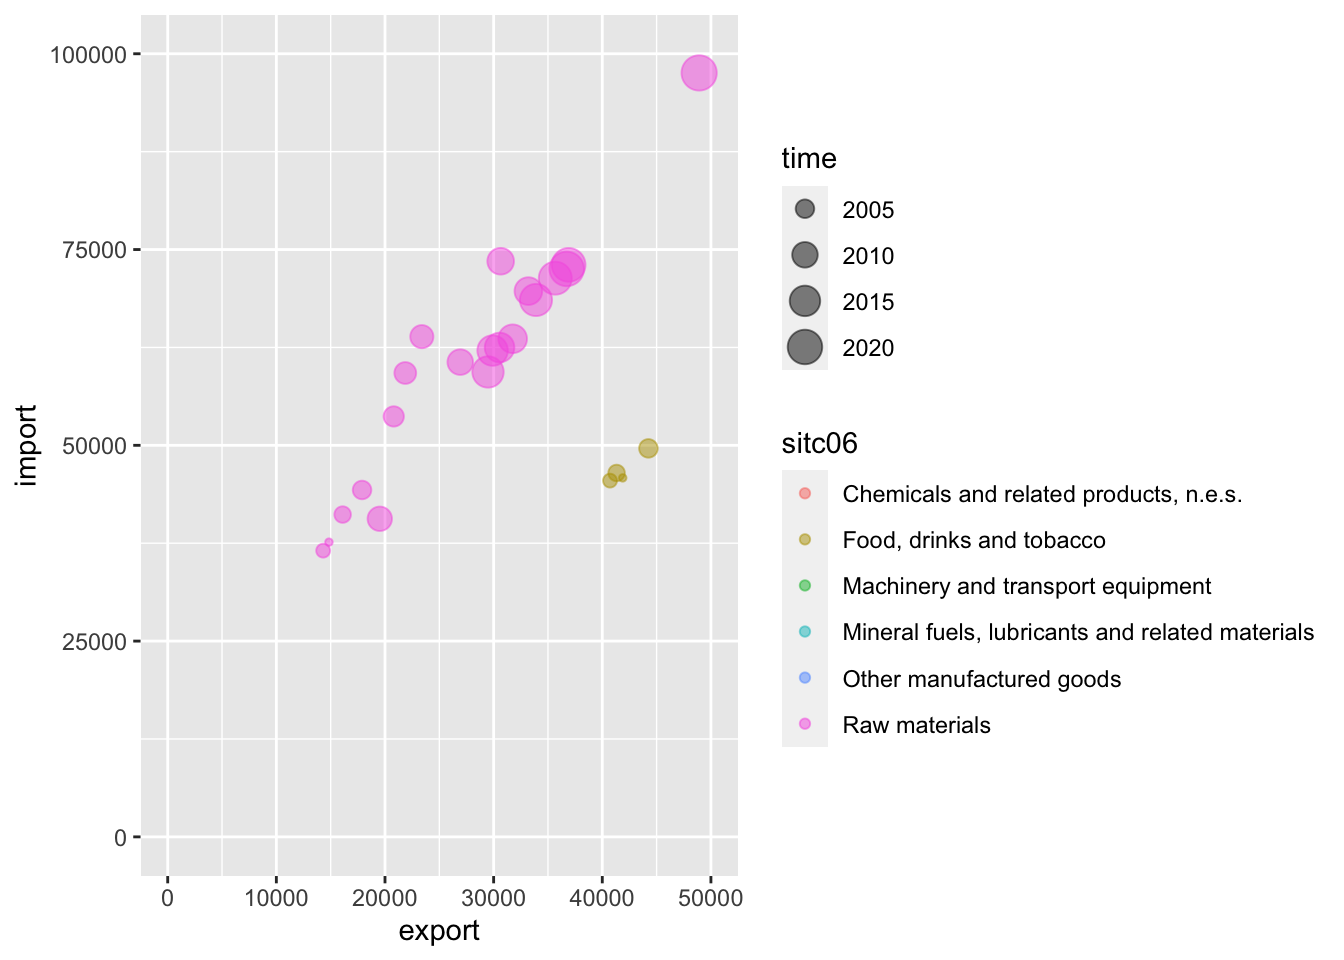 100000
75000
50000
25000
0
import
0 10000 20000 30000 40000 50000
export
time
2005
2010
2015
2020
sitc06
Chemicals and related products, n.e.s.
Food, drinks and tobacco
Machinery and transport equipment
Mineral fuels, lubricants and related materials
Other manufactured goods
Raw materials